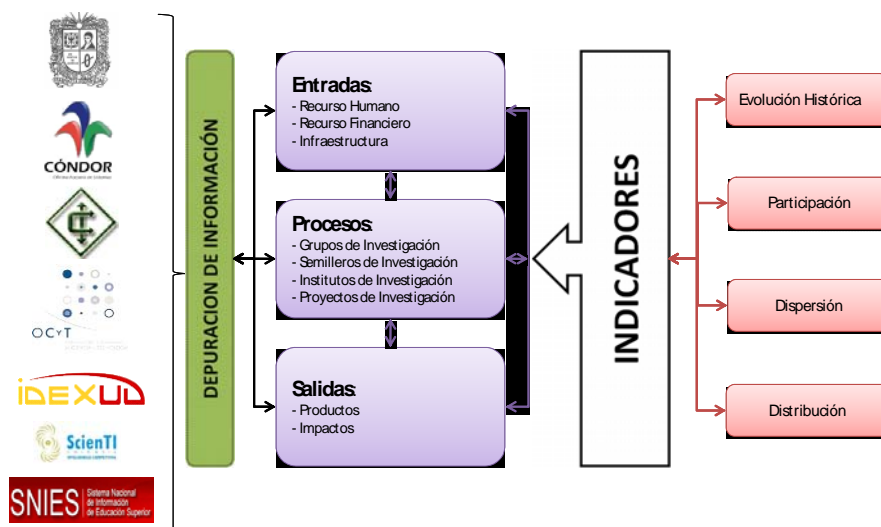 CÓNDOR
OCyT
iDEXUD
ScienTI
SNIES
Sistema Nacional
de Información
de Educación Superior
DEPURACION DE INFORMACIÓN
Entradas:
- Recurso Humano
- Recurso Financiero
- Infraestructura
Procesos:
- Grupos de Investigación
- Semilleros de Investigación
- Institutos de Investigación
- Proyectos de Investigación
Salidas:
- Productos
- Impactos
INDICADORES
Evolución Histórica
Participación
Dispersión
Distribución